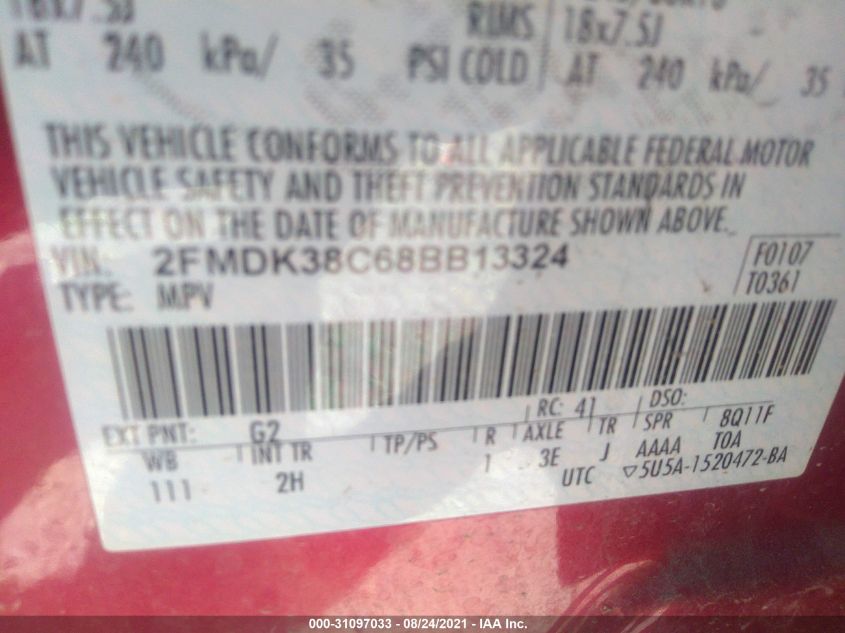 18x7.5J
RIMS 18x7.5J
AT 240 kPa/ 35 PSI COLD AT 240 kPa/ 35
THIS VEHICLE CONFORMS TO ALL APPLICABLE FEDERAL MOTOR
VEHICLE SAFETY AND THEFT PREVENTION STANDARDS IN
EFFECT ON THE DATE OF MANUFACTURE SHOWN ABOVE.
VIN: 2FMDK38C68BB13324 F0107
TYPE: MPV T0361
RC: 41 DSO:
EXT PNT: G2
WB INT TR TP/PS R AXLE TR SPR 8Q11F
111 2H 1 3E J AAAA TOA
UTC ▽5U5A-1520472-BA
000-31097033 - 08/24/2021 - IAA Inc.